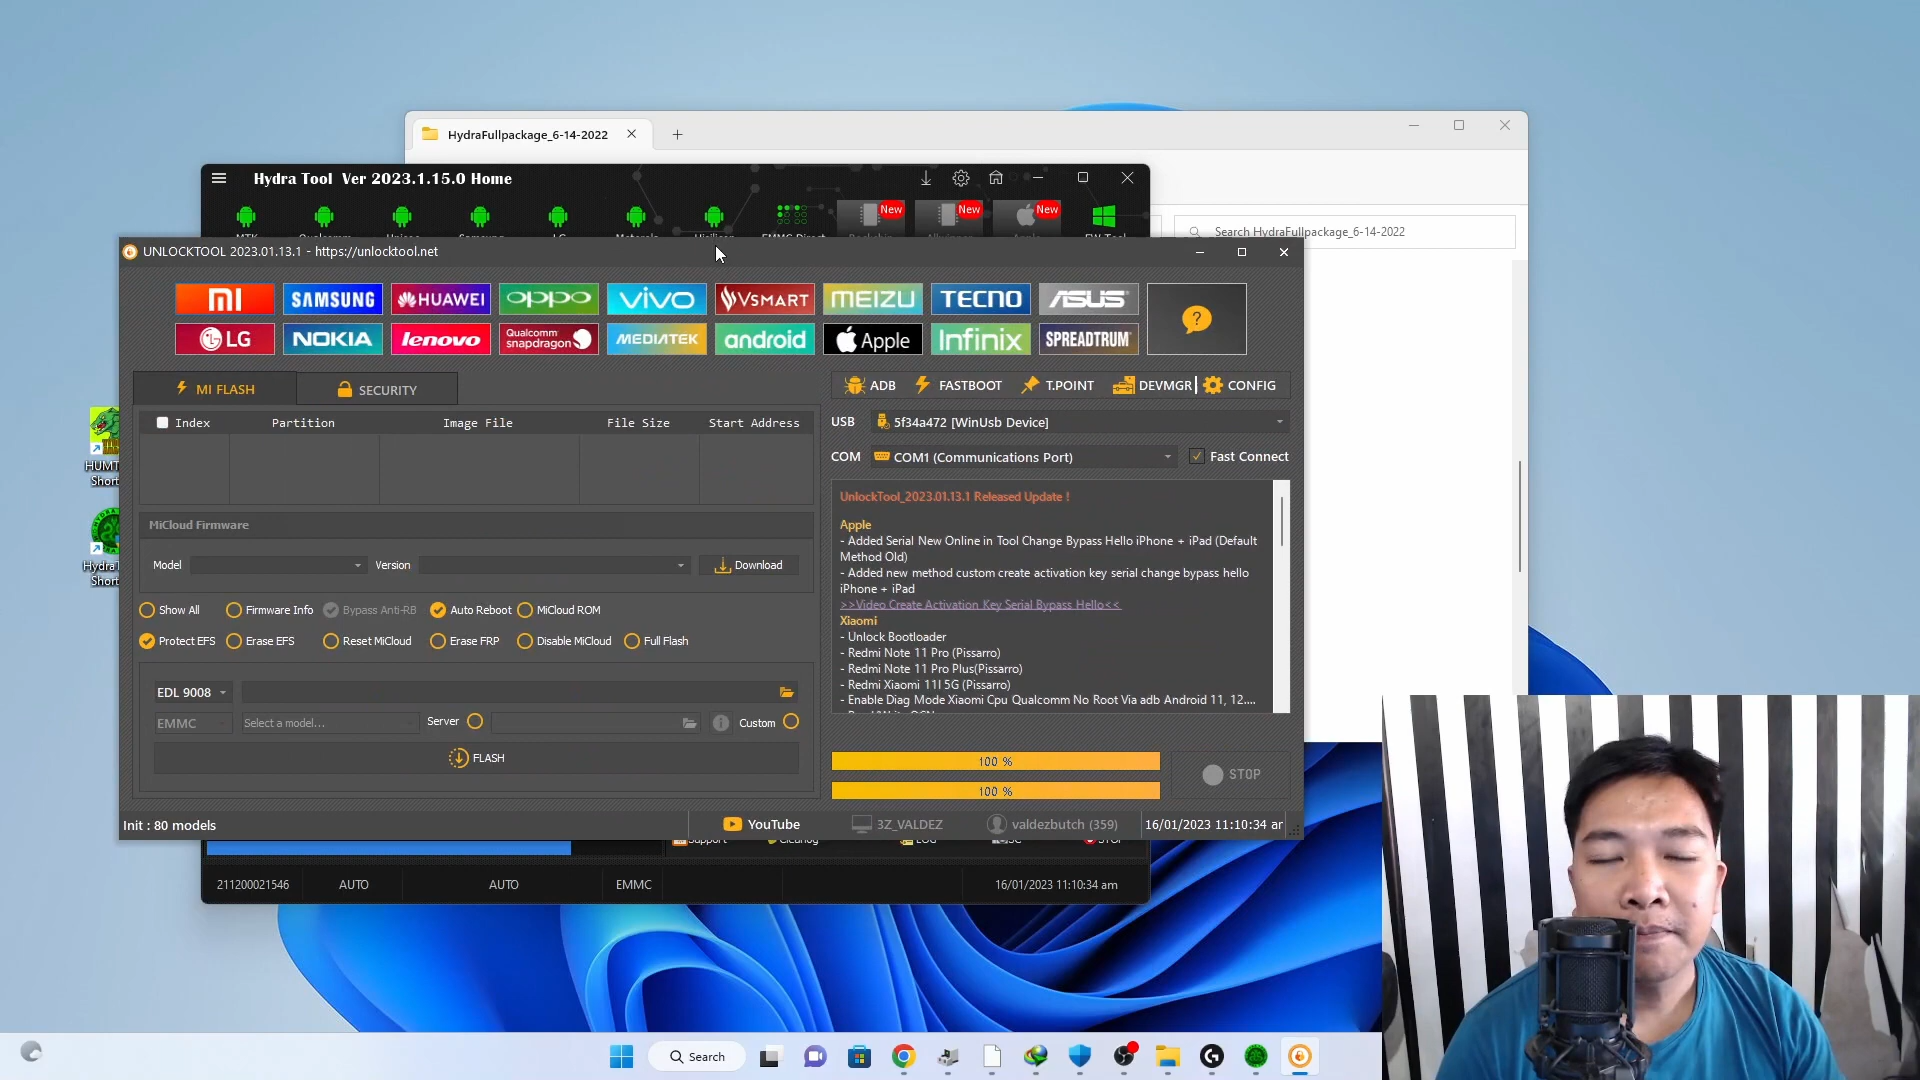 HydraFullpackage_6-14-2022
Hydra Tool Ver 2023.1.15.0 Home
New
New
New
Search HydraFullpackage_6-14-2022
UNLOCKTOOL 2023.01.13.1 - https://unlocktool.net
MI
SAMSUNG
HUAWEI
OPPO
VIVO
VSMART
MEIZU
TECNO
ASUS
?
LG
NOKIA
lenovo
Qualcomm snapdragon
MEDIATEK
android
Apple
Infinix
SPREADTRUM
MI FLASH
SECURITY
ADB
FASTBOOT
T.POINT
DEVMGR
CONFIG
Index
Partition
Image File
File Size
Start Address
USB
5f34a472 [WinUsb Device]
COM
COM1 (Communications Port)
Fast Connect
MiCloud Firmware
Model
Version
Download
Show All
Firmware Info
Bypass Anti-RB
Auto Reboot
MiCloud ROM
Protect EFS
Erase EFS
Reset MiCloud
Erase FRP
Disable MiCloud
Full Flash
EDL 9008
EMMC
Select a model...
Server
Custom
FLASH
UnlockTool_2023.01.13.1 Released Update !
Apple
- Added Serial New Online in Tool Change Bypass Hello iPhone + iPad (Default
Method Old)
- Added new method custom create activation key serial change bypass hello
iPhone + iPad
>>Video Create Activation Key Serial Bypass Hello<<
Xiaomi
- Unlock Bootloader
- Redmi Note 11 Pro (Pissarro)
- Redmi Note 11 Pro Plus(Pissarro)
- Redmi Xiaomi 11I 5G (Pissarro)
- Enable Diag Mode Xiaomi Cpu Qualcomm No Root Via adb Android 11, 12....
100 %
100 %
STOP
Init : 80 models
YouTube
3Z_VALDEZ
valdezbutch (359)
16/01/2023 11:10:34 ar
211200021546
AUTO
AUTO
EMMC
16/01/2023 11:10:34 am
HUMT
Short
Hydra
Short
Search